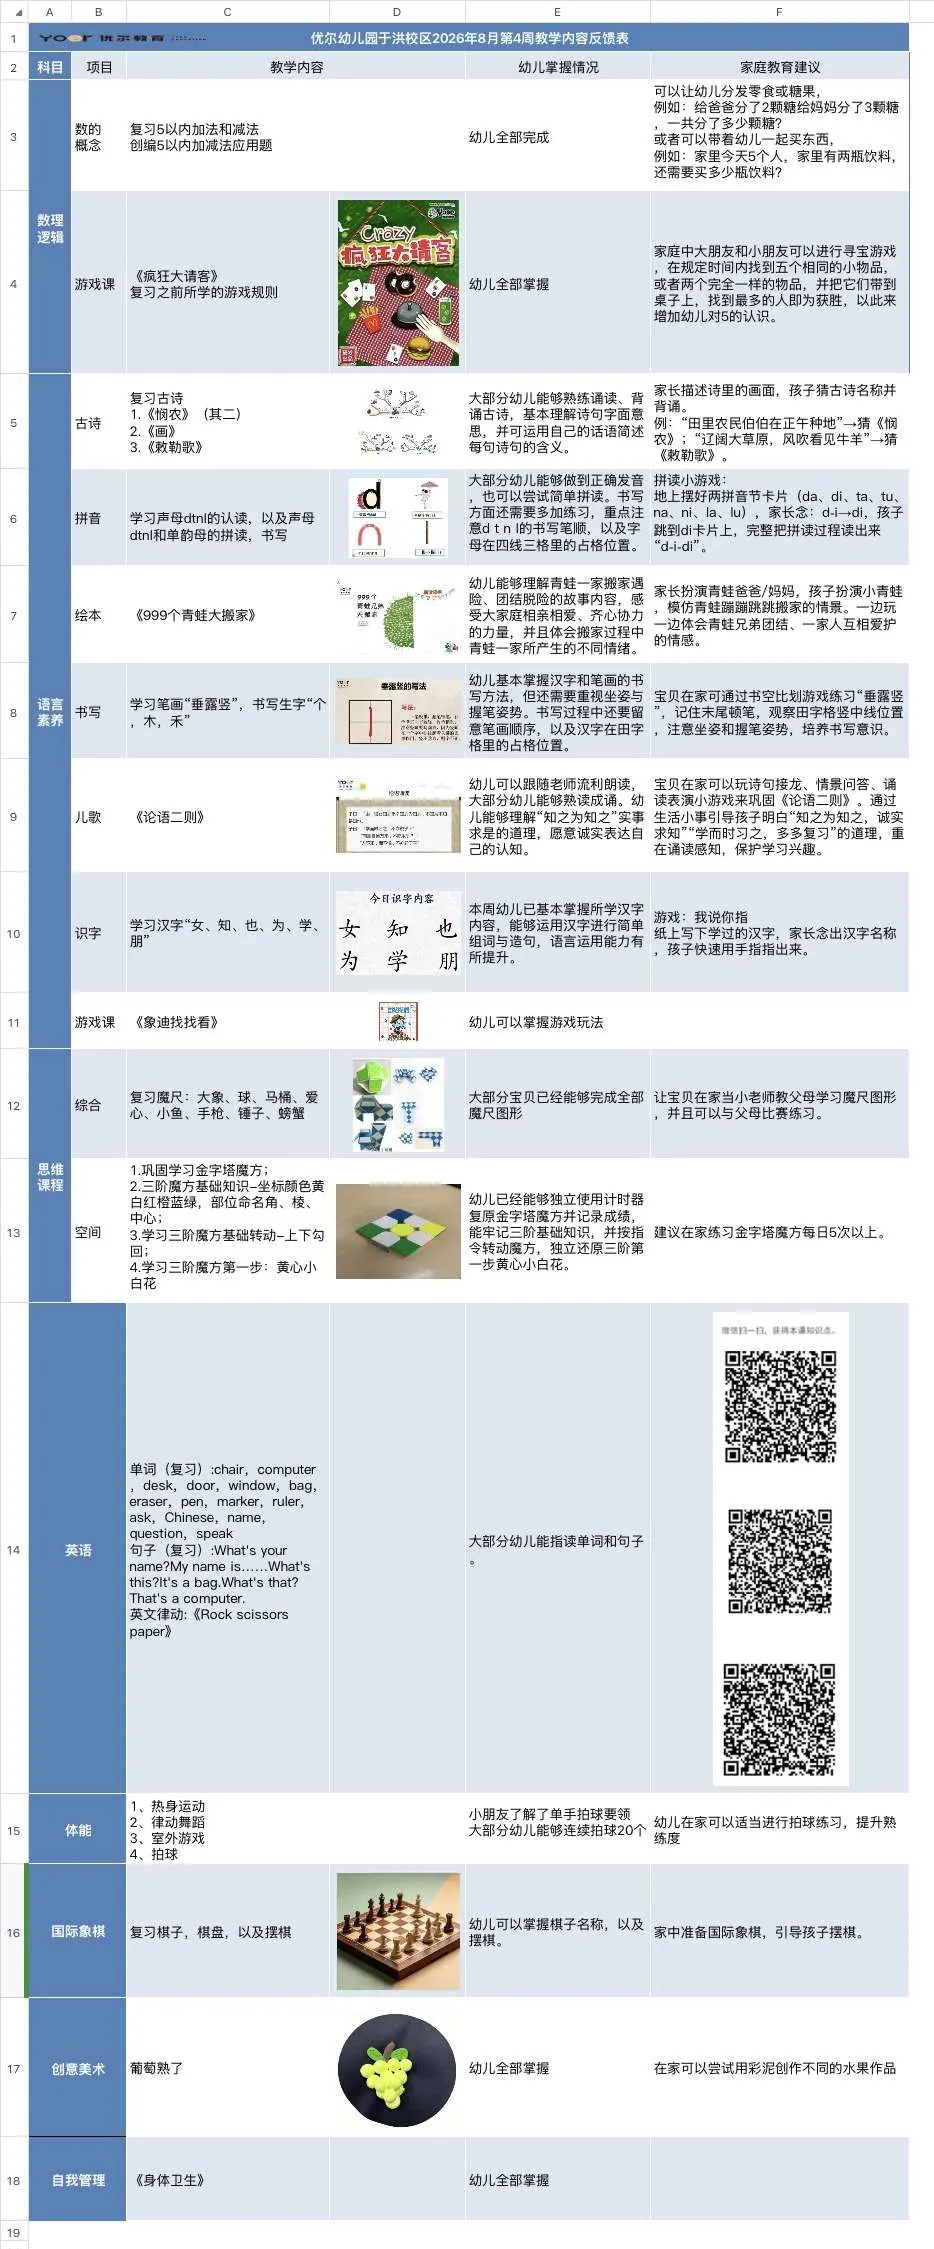 A B C D E F
1 YOer 优尔教育 优尔幼儿园于洪校区2026年8月第4周教学内容反馈表
2 科目 项目 教学内容 幼儿掌握情况 家庭教育建议
数理
逻辑
3 数的
概念
复习5以内加法和减法
创编5以内加减法应用题
幼儿全部完成
可以让幼儿分发零食或糖果，
例如：给爸爸分了2颗糖给妈妈分了3颗糖
，一共分了多少颗糖？
或者可以带着幼儿一起买东西，
例如：家里今天5个人，家里有两瓶饮料，
还需要买多少瓶饮料？
4 游戏课
《疯狂大请客》
复习之前所学的游戏规则
Crazy
疯狂大请客
幼儿全部掌握
家庭中大朋友和小朋友可以进行寻宝游戏
，在规定时间内找到五个相同的小物品，
或者两个完全一样的物品，并把它们带到
桌子上，找到最多的人即为获胜，以此来
增加幼儿对5的认识。
语言
素养
5 古诗
复习古诗
1.《悯农》（其二）
2.《画》
3.《敕勒歌》
大部分幼儿能够熟练诵读、背
诵古诗，基本理解诗句字面意
思，并可运用自己的话语简述
每句诗句的含义。
家长描述诗里的画面，孩子猜古诗名称并
背诵。
例：“田里农民伯伯在正午种地”→猜《悯
农》；“辽阔大草原，风吹看见牛羊”→猜
《敕勒歌》。
6 拼音
学习声母dtnl的认读，以及声母
dtnl和单韵母的拼读，书写
d
大部分幼儿能够做到正确发音
，也可以尝试简单拼读。书写
方面还需要多加练习，重点注
意d t n l的书写笔顺，以及字
母在四线三格里的占格位置。
拼读小游戏：
地上摆好两拼音节卡片（da、di、ta、tu、
na、ni、la、lu），家长念：d-i→di，孩子
跳到di卡片上，完整把拼读过程读出来
“d-i-di”。
7 绘本
《999个青蛙大搬家》
999个
青蛙兄弟
大搬家
幼儿能够理解青蛙一家搬家遇
险、团结脱险的故事内容，感
受大家庭相亲相爱、齐心协力
的力量，并且体会搬家过程中
青蛙一家所产生的不同情绪。
家长扮演青蛙爸爸/妈妈，孩子扮演小青蛙
，模仿青蛙蹦蹦跳跳搬家的情景。一边玩
一边体会青蛙兄弟团结、一家人互相爱护
的情感。
8 书写
学习笔画“垂露竖”，书写生字“个
，木，禾”
垂露竖的写法
幼儿基本掌握汉字和笔画的书
写方法，但还需要重视坐姿与
握笔姿势。书写过程中还要留
意笔画顺序，以及汉字在田字
格里的占格位置。
宝贝在家可通过书空比划游戏练习“垂露竖
”，记住末尾顿笔，观察田字格竖中线位置
，注意坐姿和握笔姿势，培养书写意识。
9 儿歌
《论语二则》
幼儿可以跟随老师流利朗读，
大部分幼儿能够熟读成诵。幼
儿能够理解“知之为知之”实事
求是的道理，愿意诚实表达自
己的认知。
宝贝在家可以玩诗句接龙、情景问答、诵
读表演小游戏来巩固《论语二则》。通过
生活小事引导孩子明白“知之为知之，诚实
求知”“学而时习之，多多复习”的道理，重
在诵读感知，保护学习兴趣。
10 识字
学习汉字“女、知、也、为、学、
朋”
今日识字内容
女 知 也
为 学 朋
本周幼儿已基本掌握所学汉字
内容，能够运用汉字进行简单
组词与造句，语言运用能力有
所提升。
游戏：我说你指
纸上写下学过的汉字，家长念出汉字名称
，孩子快速用手指指出来。
11 游戏课 《象迪找找看》 幼儿可以掌握游戏玩法
思维
课程
12 综合
复习魔尺：大象、球、马桶、爱
心、小鱼、手枪、锤子、螃蟹
大部分宝贝已经能够完成全部
魔尺图形
让宝贝在家当小老师教父母学习魔尺图形
，并且可以与父母比赛练习。
13 空间
1.巩固学习金字塔魔方；
2.三阶魔方基础知识-坐标颜色黄
白红橙蓝绿，部位命名角、棱、
中心；
3.学习三阶魔方基础转动-上下勾
回；
4.学习三阶魔方第一步：黄心小
白花
幼儿已经能够独立使用计时器
复原金字塔魔方并记录成绩，
能牢记三阶基础知识，并按指
令转动魔方，独立还原三阶第
一步黄心小白花。
建议在家练习金字塔魔方每日5次以上。
14 英语
单词（复习）:chair，computer
，desk，door，window，bag，
eraser，pen，marker，ruler，
ask，Chinese，name，
question，speak
句子（复习）:What's your
name?My name is……What's
this?It's a bag.What's that?
That's a computer.
英文律动:《Rock scissors
paper》
大部分幼儿能指读单词和句子
。
微信扫一扫，获得本课知识点。
15 体能
1、热身运动
2、律动舞蹈
3、室外游戏
4、拍球
小朋友了解了单手拍球要领
大部分幼儿能够连续拍球20个
幼儿在家可以适当进行拍球练习，提升熟
练度
16 国际象棋
复习棋子，棋盘，以及摆棋
幼儿可以掌握棋子名称，以及
摆棋。
家中准备国际象棋，引导孩子摆棋。
17 创意美术 葡萄熟了 幼儿全部掌握 在家可以尝试用彩泥创作不同的水果作品
18 自我管理 《身体卫生》 幼儿全部掌握
19